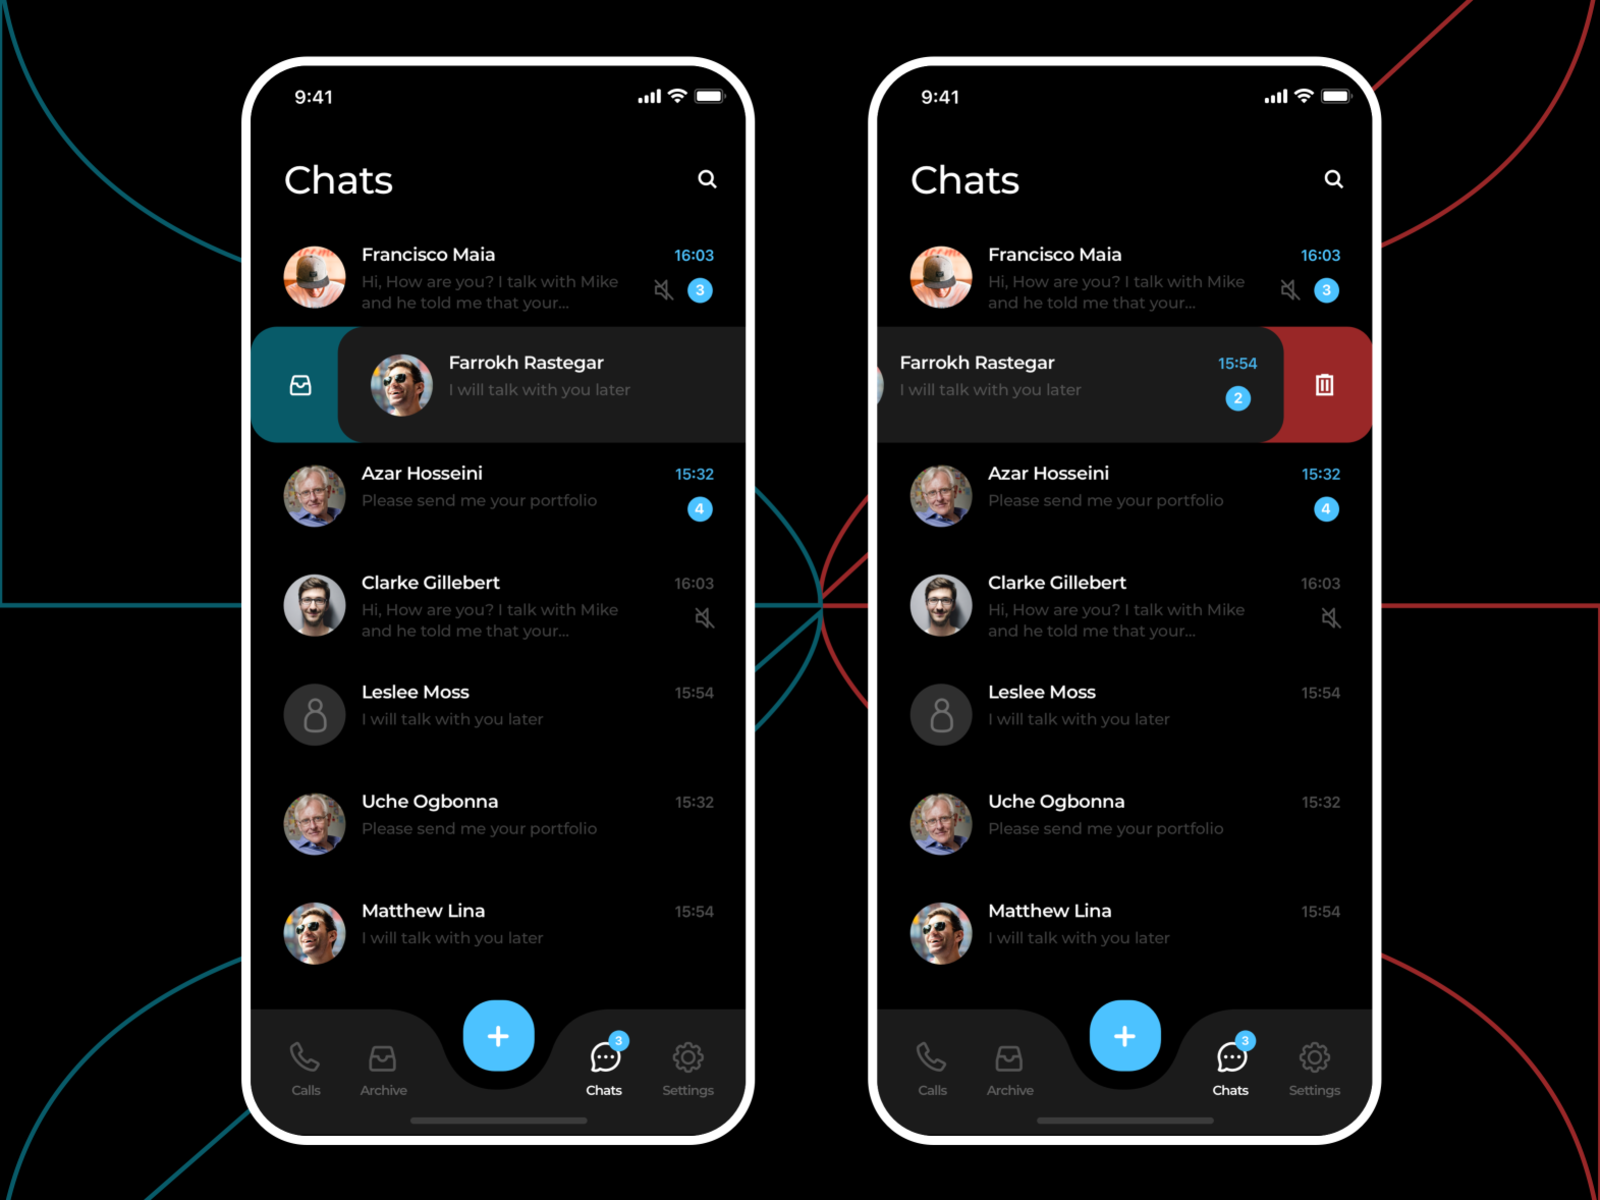 9:41
Chats
Francisco Maia 16:03
Hi, How are you? I talk with Mike
and he told me that your... 3
Farrokh Rastegar
I will talk with you later
Azar Hosseini 15:32
Please send me your portfolio 4
Clarke Gillebert 16:03
Hi, How are you? I talk with Mike
and he told me that your...
Leslee Moss 15:54
I will talk with you later
Uche Ogbonna 15:32
Please send me your portfolio
Matthew Lina 15:54
I will talk with you later
3
Calls Archive Chats Settings
9:41
Chats
Francisco Maia 16:03
Hi, How are you? I talk with Mike
and he told me that your... 3
Farrokh Rastegar 15:54
I will talk with you later 2
Azar Hosseini 15:32
Please send me your portfolio 4
Clarke Gillebert 16:03
Hi, How are you? I talk with Mike
and he told me that your...
Leslee Moss 15:54
I will talk with you later
Uche Ogbonna 15:32
Please send me your portfolio
Matthew Lina 15:54
I will talk with you later
3
Calls Archive Chats Settings